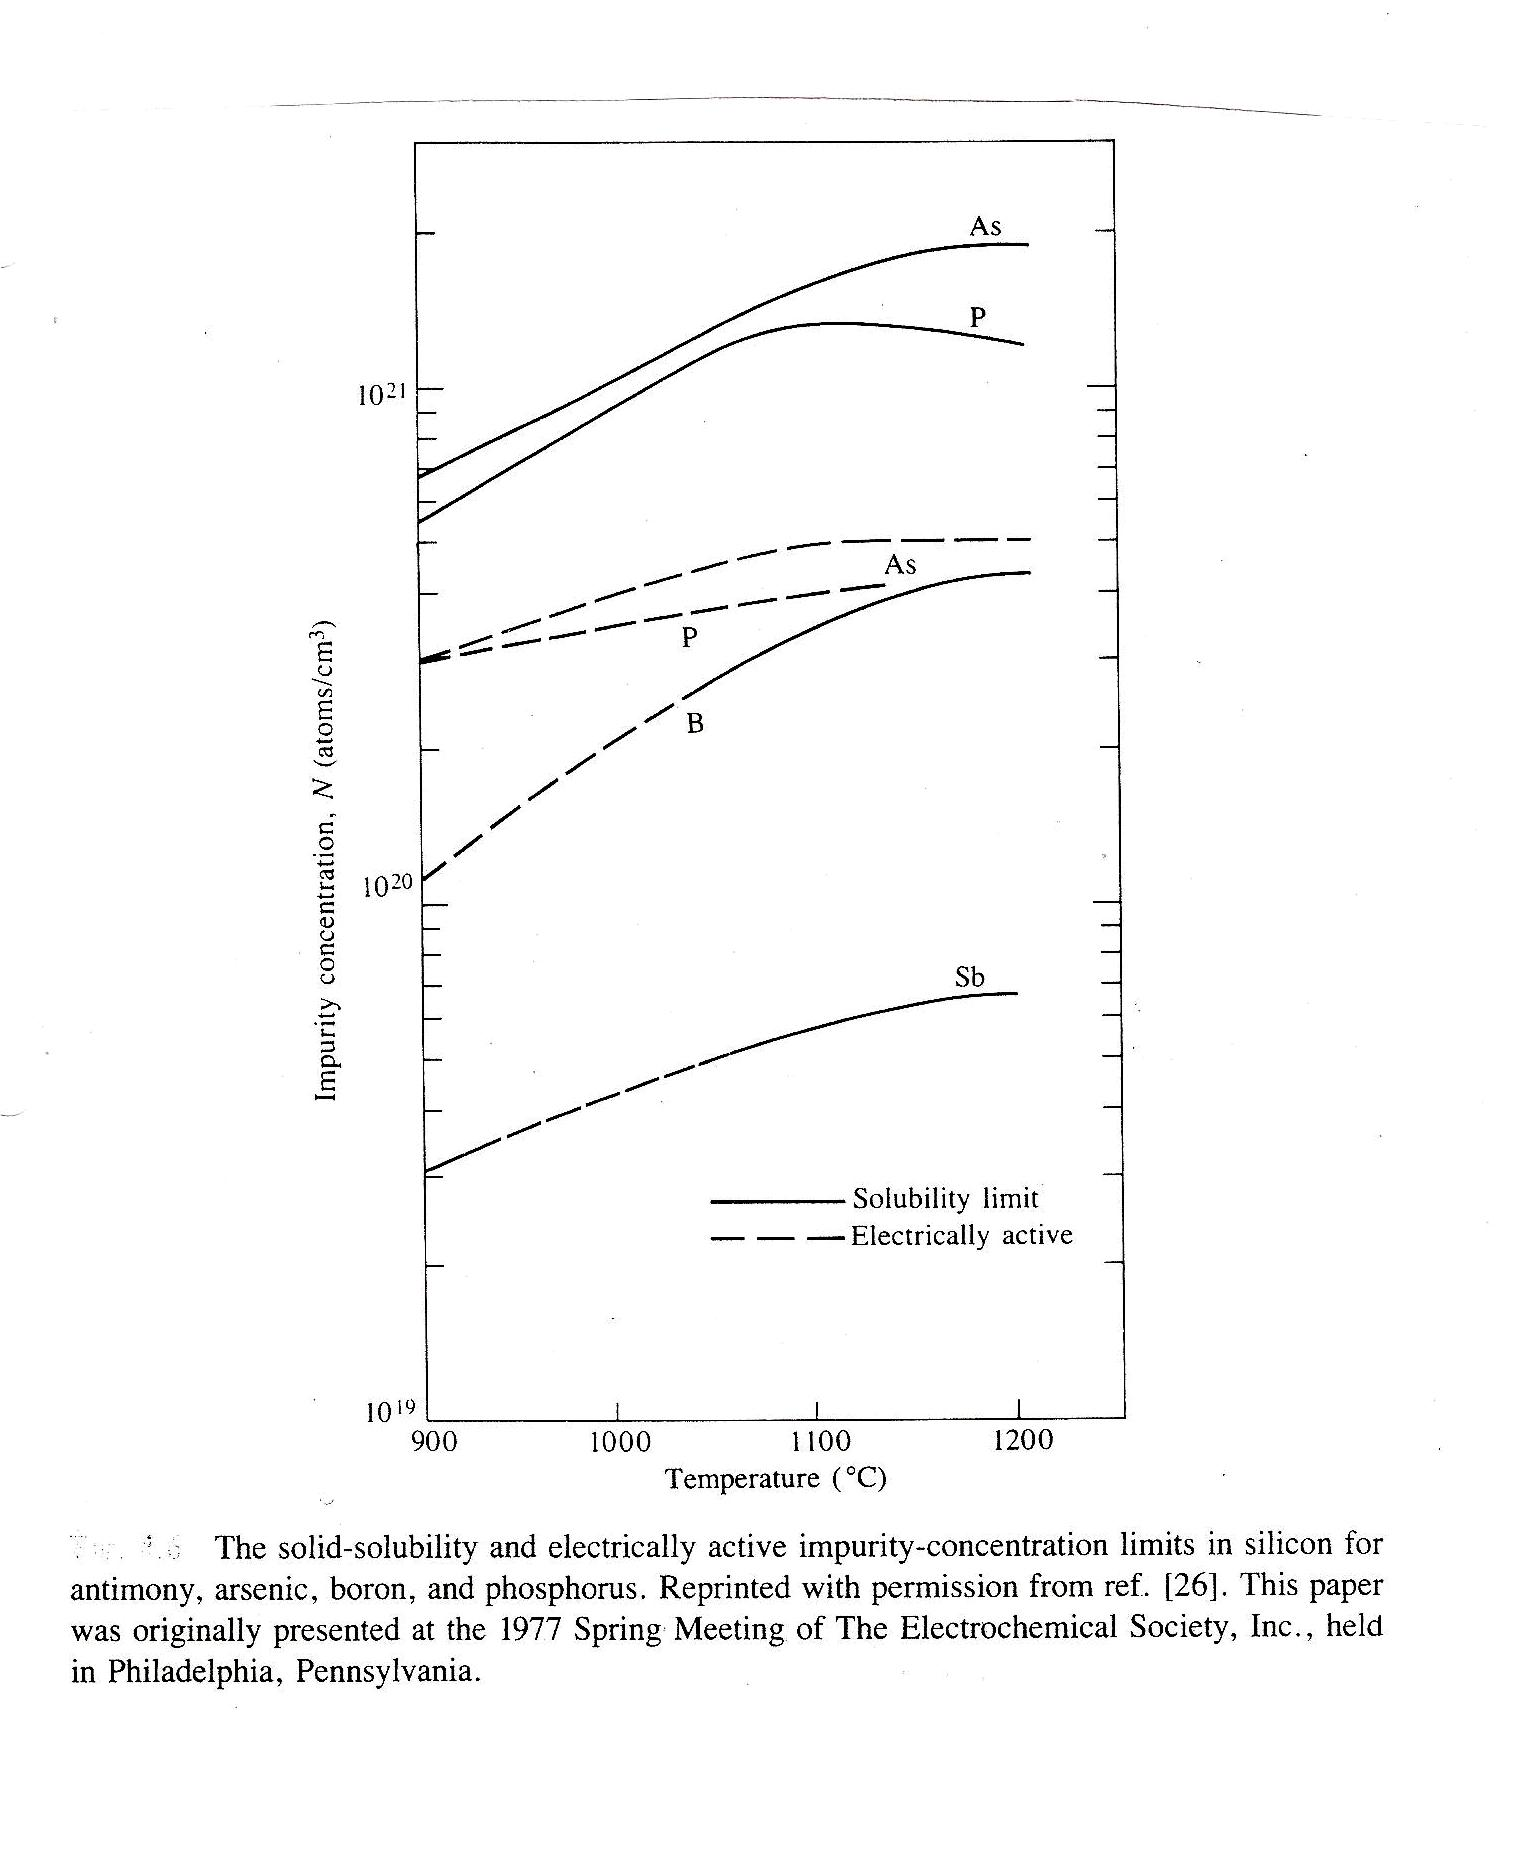 As
P
10²¹
As
P
B
10²⁰
Sb
Solubility limit
Electrically active
10¹⁹
900 1000 1100 1200
Temperature (°C)
Impurity concentration, N (atoms/cm³)
The solid-solubility and electrically active impurity-concentration limits in silicon for
antimony, arsenic, boron, and phosphorus. Reprinted with permission from ref. [26]. This paper
was originally presented at the 1977 Spring Meeting of The Electrochemical Society, Inc., held
in Philadelphia, Pennsylvania.